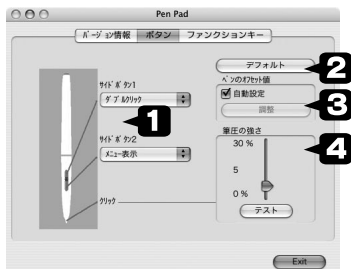 Pen Pad
バージョン情報 ボタン ファンクションキー
デフォルト
2
サイドボタン1
ダブルクリック
1
ペンのオフセット値
自動設定
調整
3
サイドボタン2
メニュー表示
筆圧の強さ
4
30 %
5
0 %
クリック
テスト
Exit